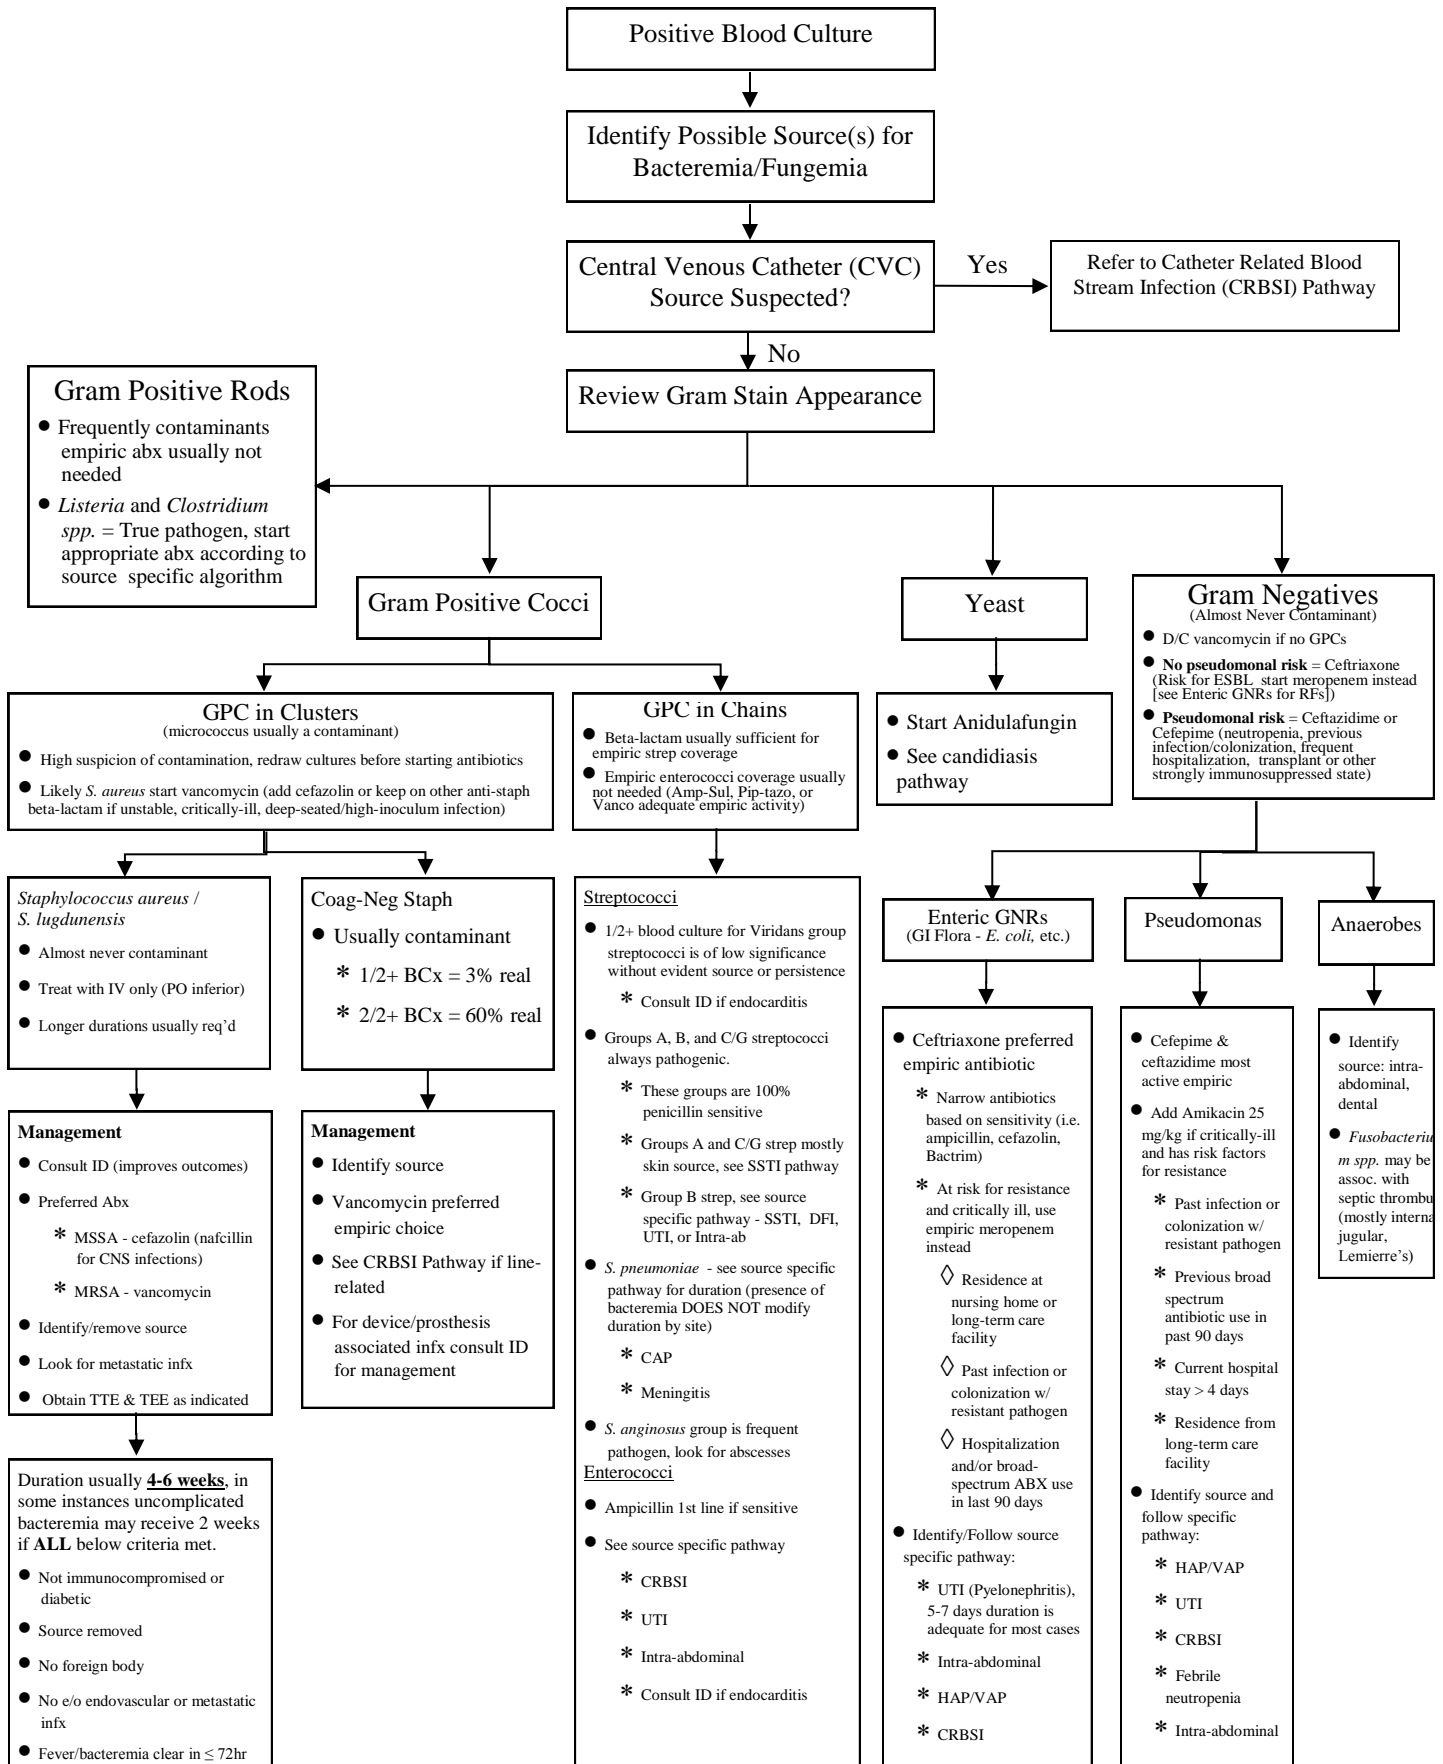 Positive Blood Culture
Identify Possible Source(s) for
Bacteremia/Fungemia
Central Venous Catheter (CVC)
Source Suspected?
Yes
Refer to Catheter Related Blood
Stream Infection (CRBSI) Pathway
No
Review Gram Stain Appearance
Gram Positive Rods
● Frequently contaminants
empiric abx usually not
needed
● Listeria and Clostridium
spp. = True pathogen, start
appropriate abx according to
source specific algorithm
Gram Positive Cocci
Yeast
Gram Negatives
(Almost Never Contaminant)
● D/C vancomycin if no GPCs
● No pseudomonal risk = Ceftriaxone
(Risk for ESBL start meropenem instead
[see Enteric GNRs for RFs])
● Pseudomonal risk = Ceftazidime or
Cefepime (neutropenia, previous
infection/colonization, frequent
hospitalization, transplant or other
strongly immunosuppressed state)
GPC in Clusters
(micrococcus usually a contaminant)
● High suspicion of contamination, redraw cultures before starting antibiotics
● Likely S. aureus start vancomycin (add cefazolin or keep on other anti-staph
beta-lactam if unstable, critically-ill, deep-seated/high-inoculum infection)
GPC in Chains
● Beta-lactam usually sufficient for
empiric strep coverage
● Empiric enterococci coverage usually
not needed (Amp-Sul, Pip-tazo, or
Vanco adequate empiric activity)
● Start Anidulafungin
● See candidiasis
pathway
Staphylococcus aureus /
S. lugdunensis
● Almost never contaminant
● Treat with IV only (PO inferior)
● Longer durations usually req’d
Coag-Neg Staph
● Usually contaminant
* 1/2+ BCx = 3% real
* 2/2+ BCx = 60% real
Management
● Consult ID (improves outcomes)
● Preferred Abx
* MSSA - cefazolin (nafcillin
for CNS infections)
* MRSA - vancomycin
● Identify/remove source
● Look for metastatic infx
● Obtain TTE & TEE as indicated
Management
● Identify source
● Vancomycin preferred
empiric choice
● See CRBSI Pathway if line-
related
● For device/prosthesis
associated infx consult ID
for management
Duration usually 4-6 weeks, in
some instances uncomplicated
bacteremia may receive 2 weeks
if ALL below criteria met.
● Not immunocompromised or
diabetic
● Source removed
● No foreign body
● No e/o endovascular or metastatic
infx
● Fever/bacteremia clear in ≤ 72hr
Streptococci
● 1/2+ blood culture for Viridans group
streptococci is of low significance
without evident source or persistence
* Consult ID if endocarditis
● Groups A, B, and C/G streptococci
always pathogenic.
* These groups are 100%
penicillin sensitive
* Groups A and C/G strep mostly
skin source, see SSTI pathway
* Group B strep, see source
specific pathway - SSTI, DFI,
UTI, or Intra-ab
● S. pneumoniae - see source specific
pathway for duration (presence of
bacteremia DOES NOT modify
duration by site)
* CAP
* Meningitis
● S. anginosus group is frequent
pathogen, look for abscesses
Enterococci
● Ampicillin 1st line if sensitive
● See source specific pathway
* CRBSI
* UTI
* Intra-abdominal
* Consult ID if endocarditis
Enteric GNRs
(GI Flora - E. coli, etc.)
Pseudomonas
Anaerobes
● Ceftriaxone preferred
empiric antibiotic
* Narrow antibiotics
based on sensitivity (i.e.
ampicillin, cefazolin,
Bactrim)
* At risk for resistance
and critically ill, use
empiric meropenem
instead
◊ Residence at
nursing home or
long-term care
facility
◊ Past infection or
colonization w/
resistant pathogen
◊ Hospitalization
and/or broad-
spectrum ABX use
in last 90 days
● Identify/Follow source
specific pathway:
* UTI (Pyelonephritis),
5-7 days duration is
adequate for most cases
* Intra-abdominal
* HAP/VAP
* CRBSI
● Cefepime &
ceftazidime most
active empiric
● Add Amikacin 25
mg/kg if critically-ill
and has risk factors
for resistance
* Past infection or
colonization w/
resistant pathogen
* Previous broad
spectrum
antibiotic use in
past 90 days
* Current hospital
stay > 4 days
* Residence from
long-term care
facility
● Identify source and
follow specific
pathway:
* HAP/VAP
* UTI
* CRBSI
* Febrile
neutropenia
* Intra-abdominal
● Identify
source: intra-
abdominal,
dental
● Fusobacteriu
m spp. may be
assoc. with
septic thrombu
(mostly interna
jugular,
Lemierre’s)